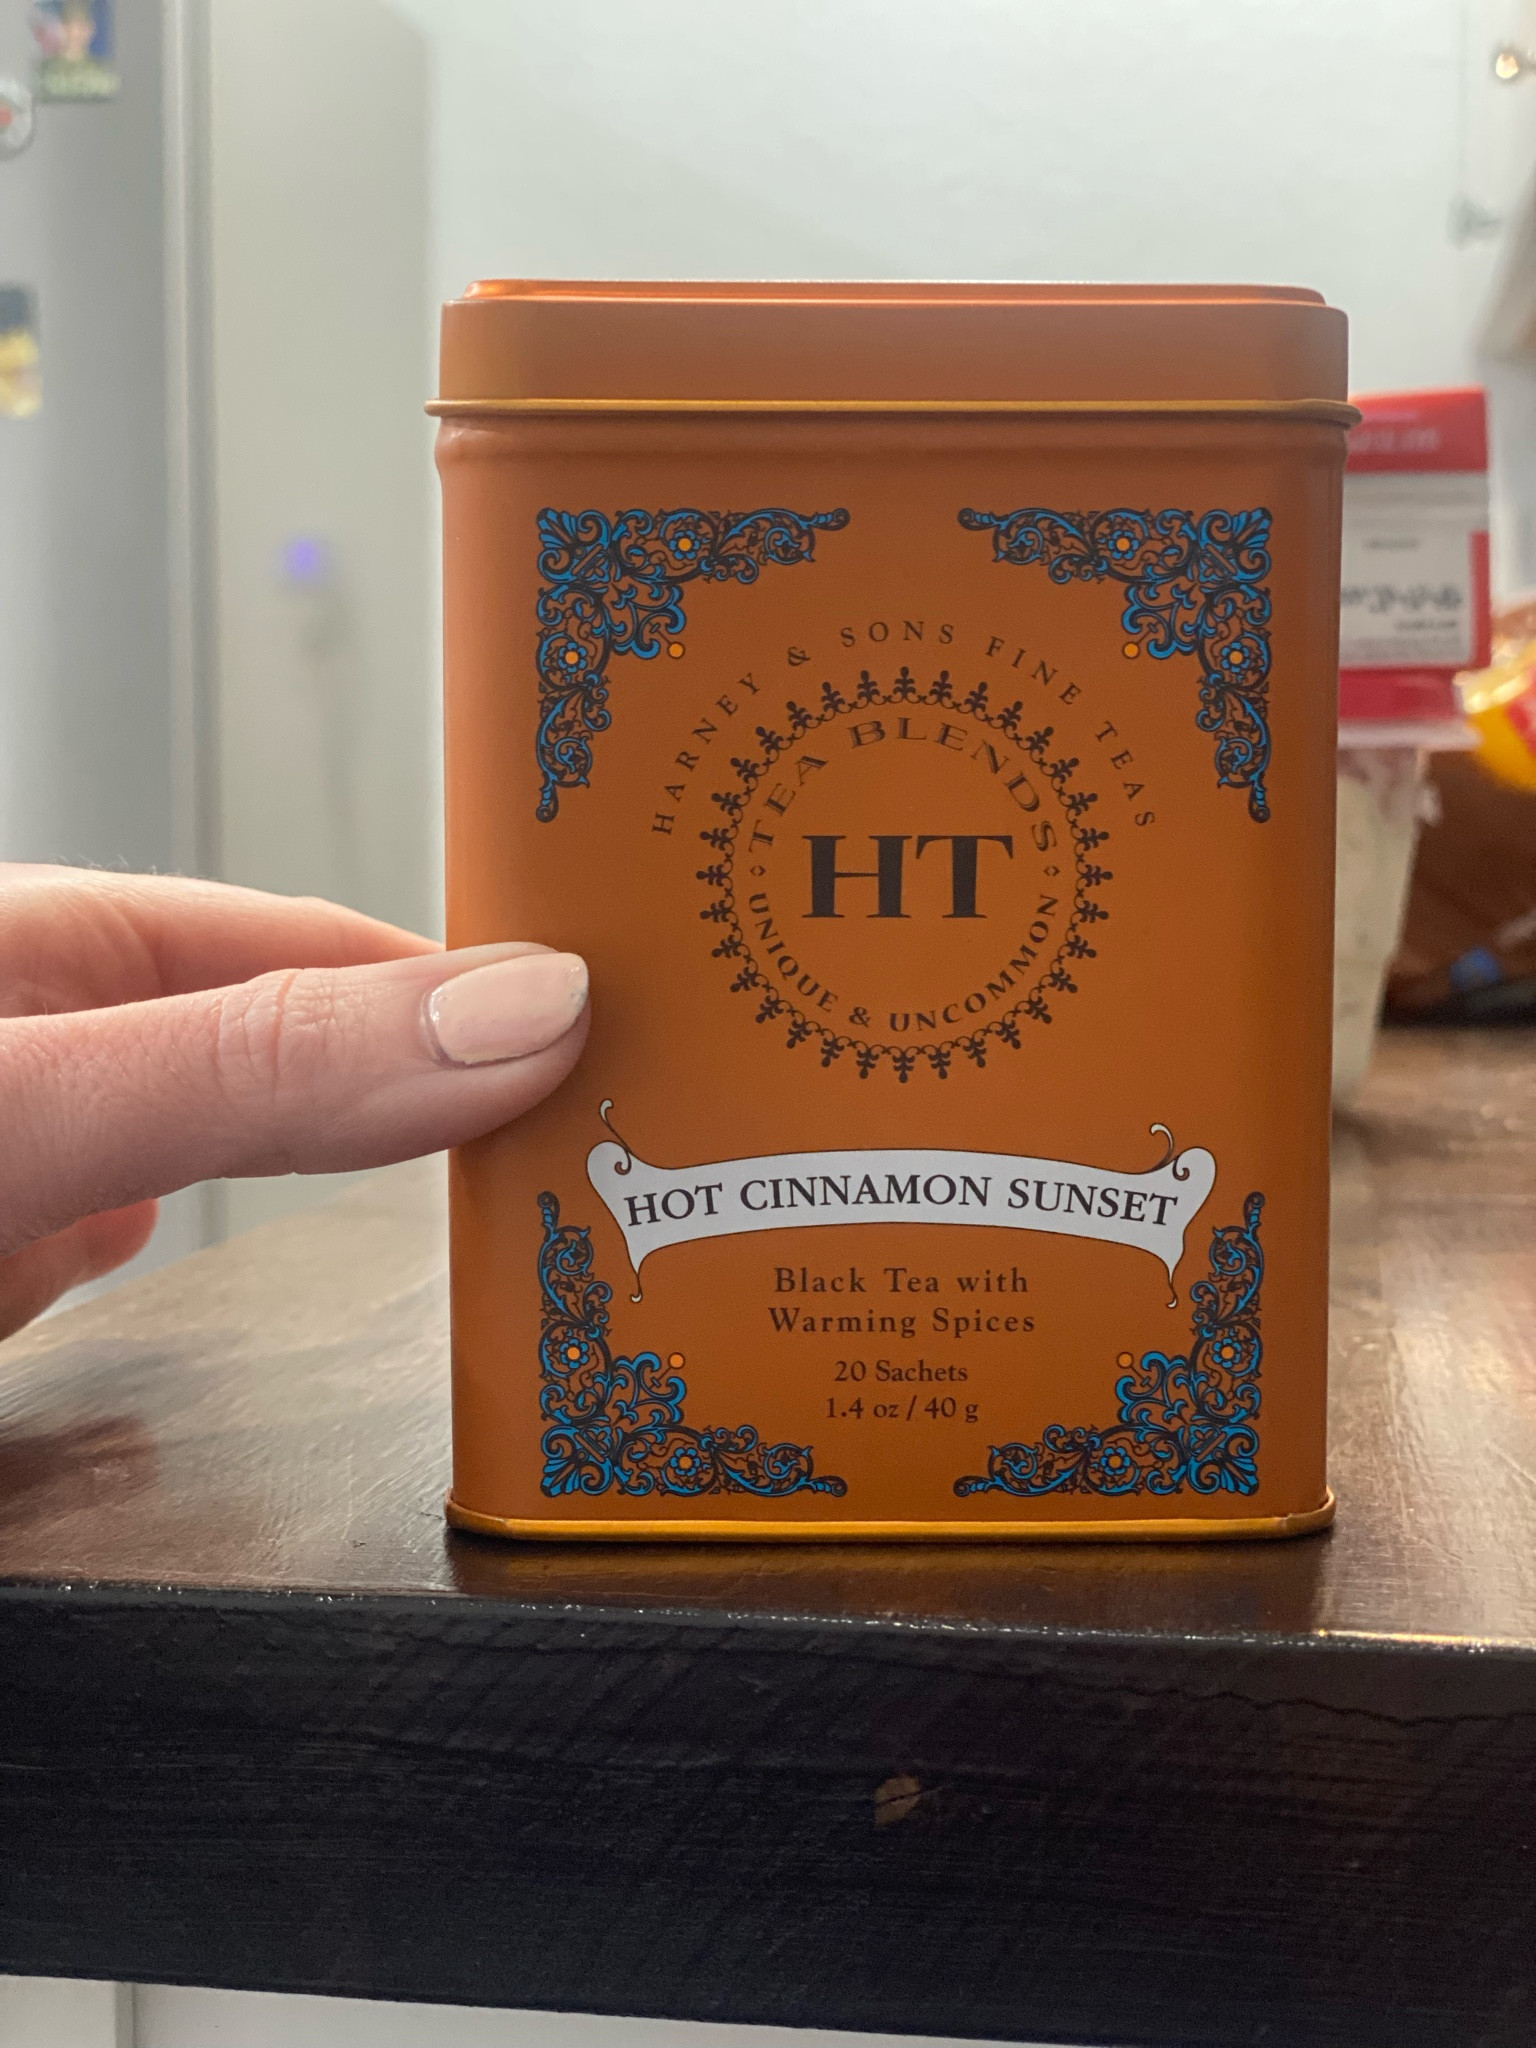 HARNEY & SONS FINE TEAS
TEA BLENDS
HT
UNIQUE & UNCOMMON
HOT CINNAMON SUNSET
Black Tea with
Warming Spices
20 Sachets
1.4 oz / 40 g